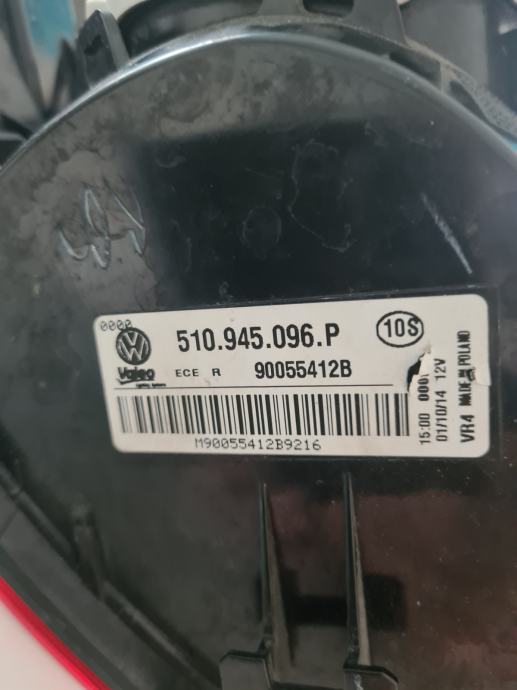 0000
510.945.096.P
10S
Valeo
ECE R
90055412B
M90055412B9216
15:00
01/10/14 12V
VR4 MADE IN POLAND